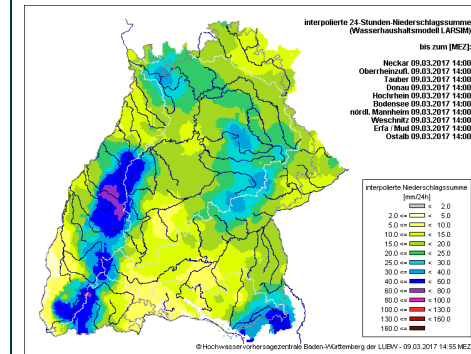 interpolierte 24-Stunden-Niederschlagssumme
(Wasserhaushaltsmodell LARSIM)
bis zum [MEZ]:
Neckar 09.03.2017 14:00
Oberrheinzufl. 09.03.2017 14:00
Tauber 09.03.2017 14:00
Donau 09.03.2017 14:00
Hochrhein 09.03.2017 14:00
Bodensee 09.03.2017 14:00
nördl. Mannheim 09.03.2017 14:00
Weschnitz 09.03.2017 14:00
Erfa / Mud 09.03.2017 14:00
Ostalb 09.03.2017 14:00
interpolierte Niederschlagssumme
[mm/24h]
< 2.0
2.0 <= < 5.0
5.0 <= < 10.0
10.0 <= < 15.0
15.0 <= < 20.0
20.0 <= < 25.0
25.0 <= < 30.0
30.0 <= < 40.0
40.0 <= < 60.0
60.0 <= < 80.0
80.0 <= < 100.0
100.0 <= < 130.0
130.0 <= < 160.0
160.0 <=
© Hochwasservorhersagezentrale Baden-Württemberg der LUBW - 09.03.2017 14:55 MEZ